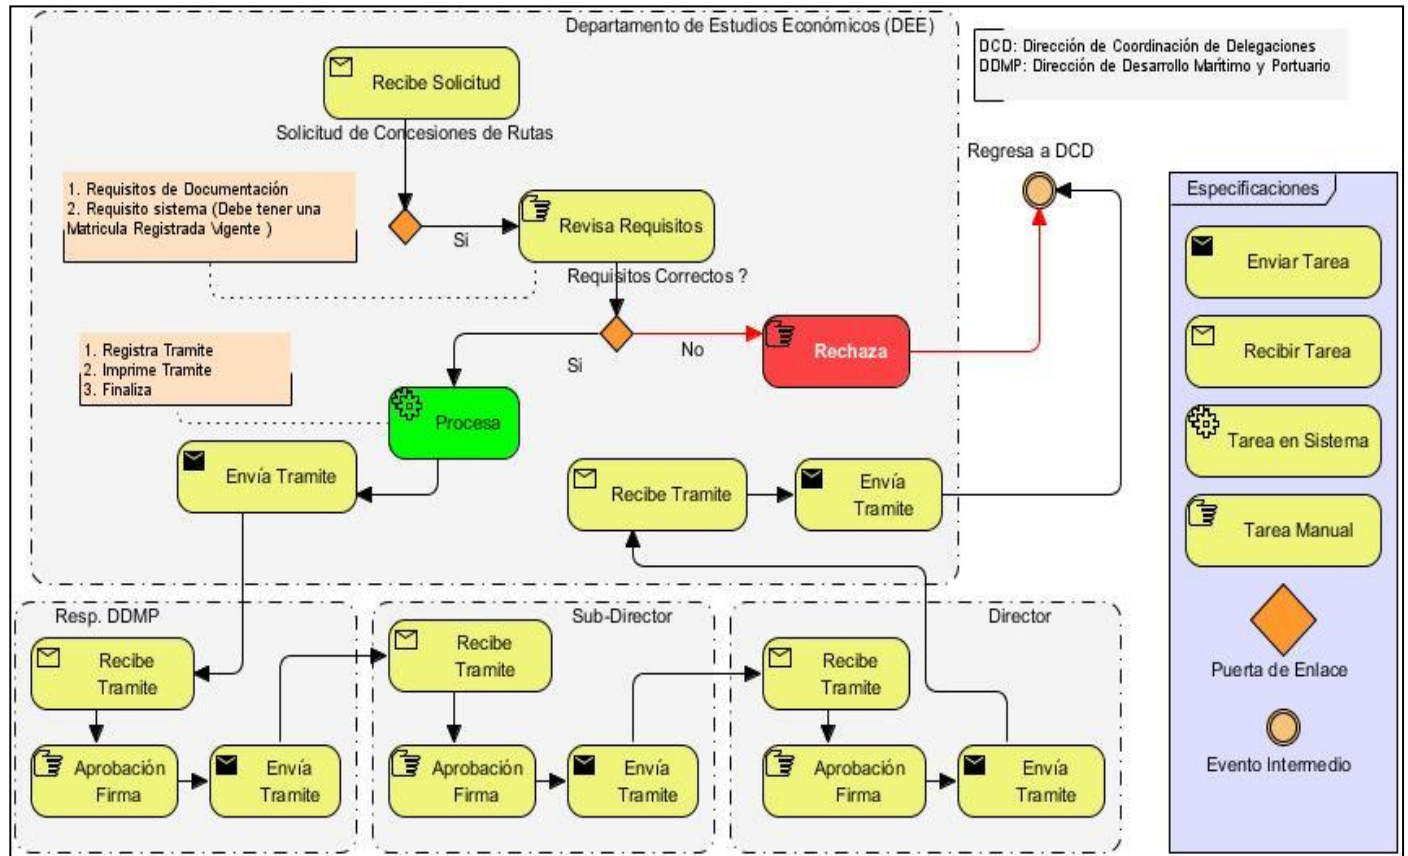 Departamento de Estudios Económicos (DEE)
DCD: Dirección de Coordinación de Delegaciones
DDMP: Dirección de Desarrollo Marítimo y Portuario
Recibe Solicitud
Solicitud de Concesiones de Rutas
Regresa a DCD
1. Requisitos de Documentación
2. Requisito sistema (Debe tener una
Matricula Registrada Vigente )
Si
Revisa Requisitos
Requisitos Correctos ?
Si
No
Rechaza
1. Registra Tramite
2. Imprime Tramite
3. Finaliza
Procesa
Envía Tramite
Recibe Tramite
Envía
Tramite
Resp. DDMP
Recibe
Tramite
Aprobación
Firma
Envía
Tramite
Sub-Director
Recibe
Tramite
Aprobación
Firma
Envía
Tramite
Director
Recibe
Tramite
Aprobación
Firma
Envía
Tramite
Especificaciones
Enviar Tarea
Recibir Tarea
Tarea en Sistema
Tarea Manual
Puerta de Enlace
Evento Intermedio